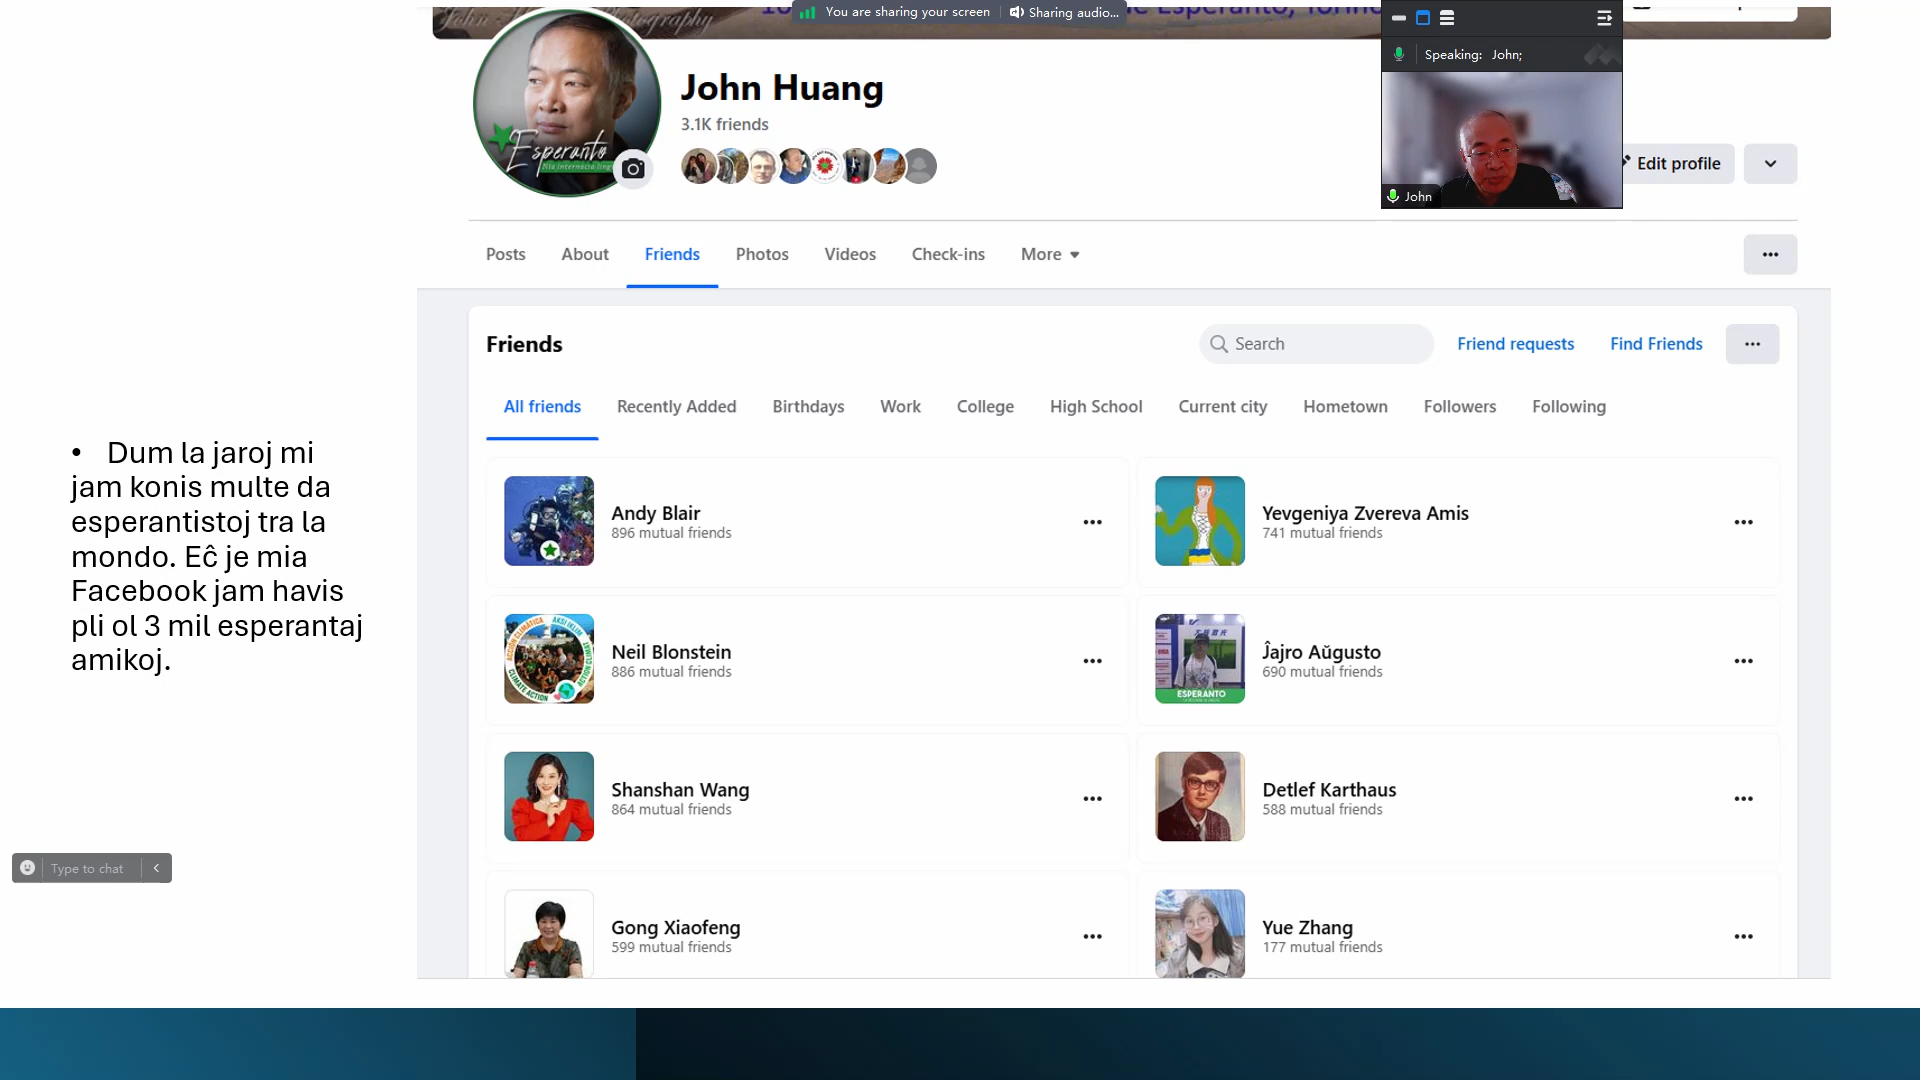 You are sharing your screen
Sharing audio...
Speaking: John;
John
John Huang
3.1K friends
Esperanto
Edit profile
Posts
About
Friends
Photos
Videos
Check-ins
More
Friends
Search
Friend requests
Find Friends
All friends
Recently Added
Birthdays
Work
College
High School
Current city
Hometown
Followers
Following
• Dum la jaroj mi
jam konis multe da
esperantistoj tra la
mondo. Eĉ je mia
Facebook jam havis
pli ol 3 mil esperantaj
amikoj.
Andy Blair
896 mutual friends
Yevgeniya Zvereva Amis
741 mutual friends
Neil Blonstein
886 mutual friends
CLIMATE ACTION
Ĵajro Aŭgusto
690 mutual friends
ESPERANTO
Shanshan Wang
864 mutual friends
Detlef Karthaus
588 mutual friends
Gong Xiaofeng
599 mutual friends
Yue Zhang
177 mutual friends
Type to chat